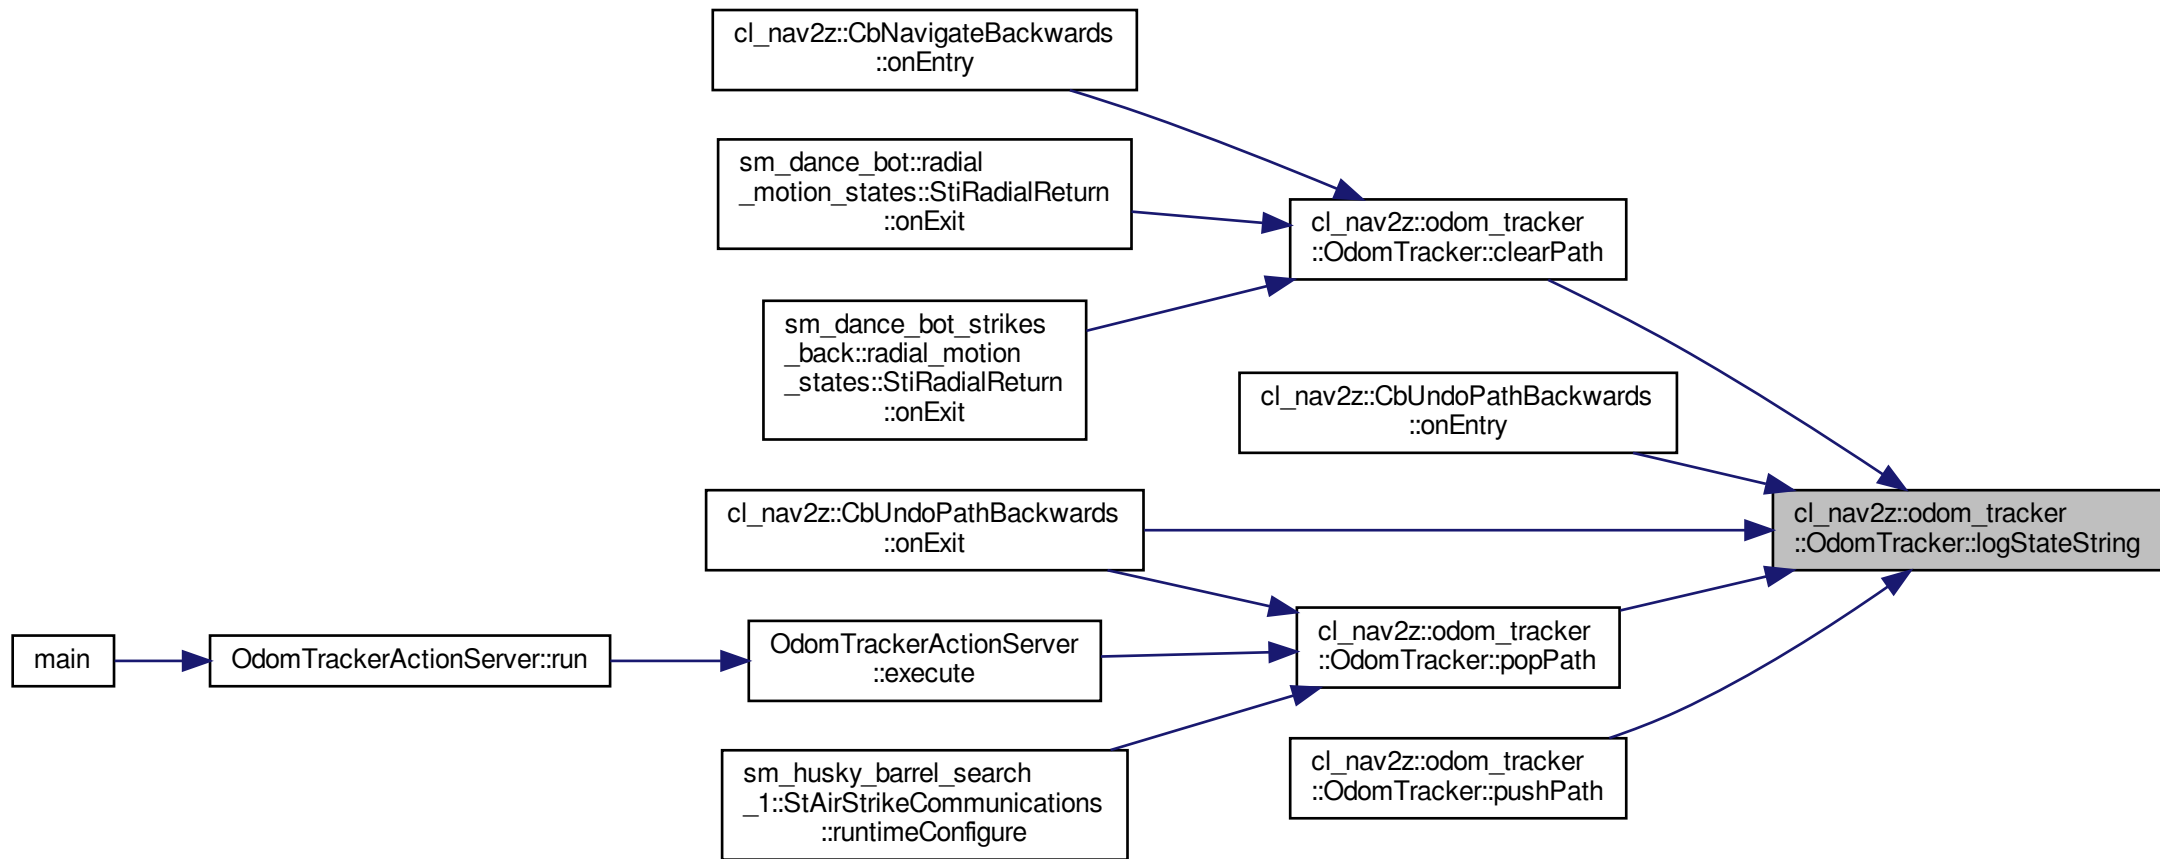 cl_nav2z::CbNavigateBackwards
::onEntry
sm_dance_bot::radial
_motion_states::StiRadialReturn
::onExit
cl_nav2z::odom_tracker
::OdomTracker::clearPath
sm_dance_bot_strikes
_back::radial_motion
_states::StiRadialReturn
::onExit
cl_nav2z::CbUndoPathBackwards
::onEntry
cl_nav2z::CbUndoPathBackwards
::onExit
cl_nav2z::odom_tracker
::OdomTracker::logStateString
main
OdomTrackerActionServer::run
OdomTrackerActionServer
::execute
cl_nav2z::odom_tracker
::OdomTracker::popPath
sm_husky_barrel_search
_1::StAirStrikeCommunications
::runtimeConfigure
cl_nav2z::odom_tracker
::OdomTracker::pushPath